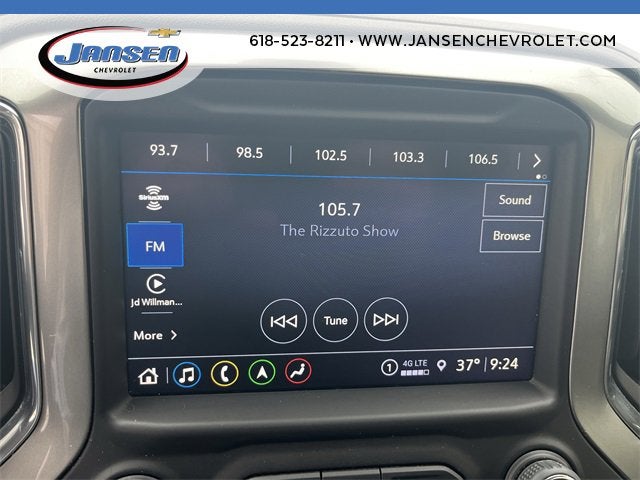 JANSEN
CHEVROLET
618-523-8211 • WWW.JANSENCHEVROLET.COM
93.7 98.5 102.5 103.3 106.5
SiriusXM
105.7
Sound
The Rizzuto Show
FM
Browse
Jd Willman...
Tune
More
1 4G LTE 37° 9:24